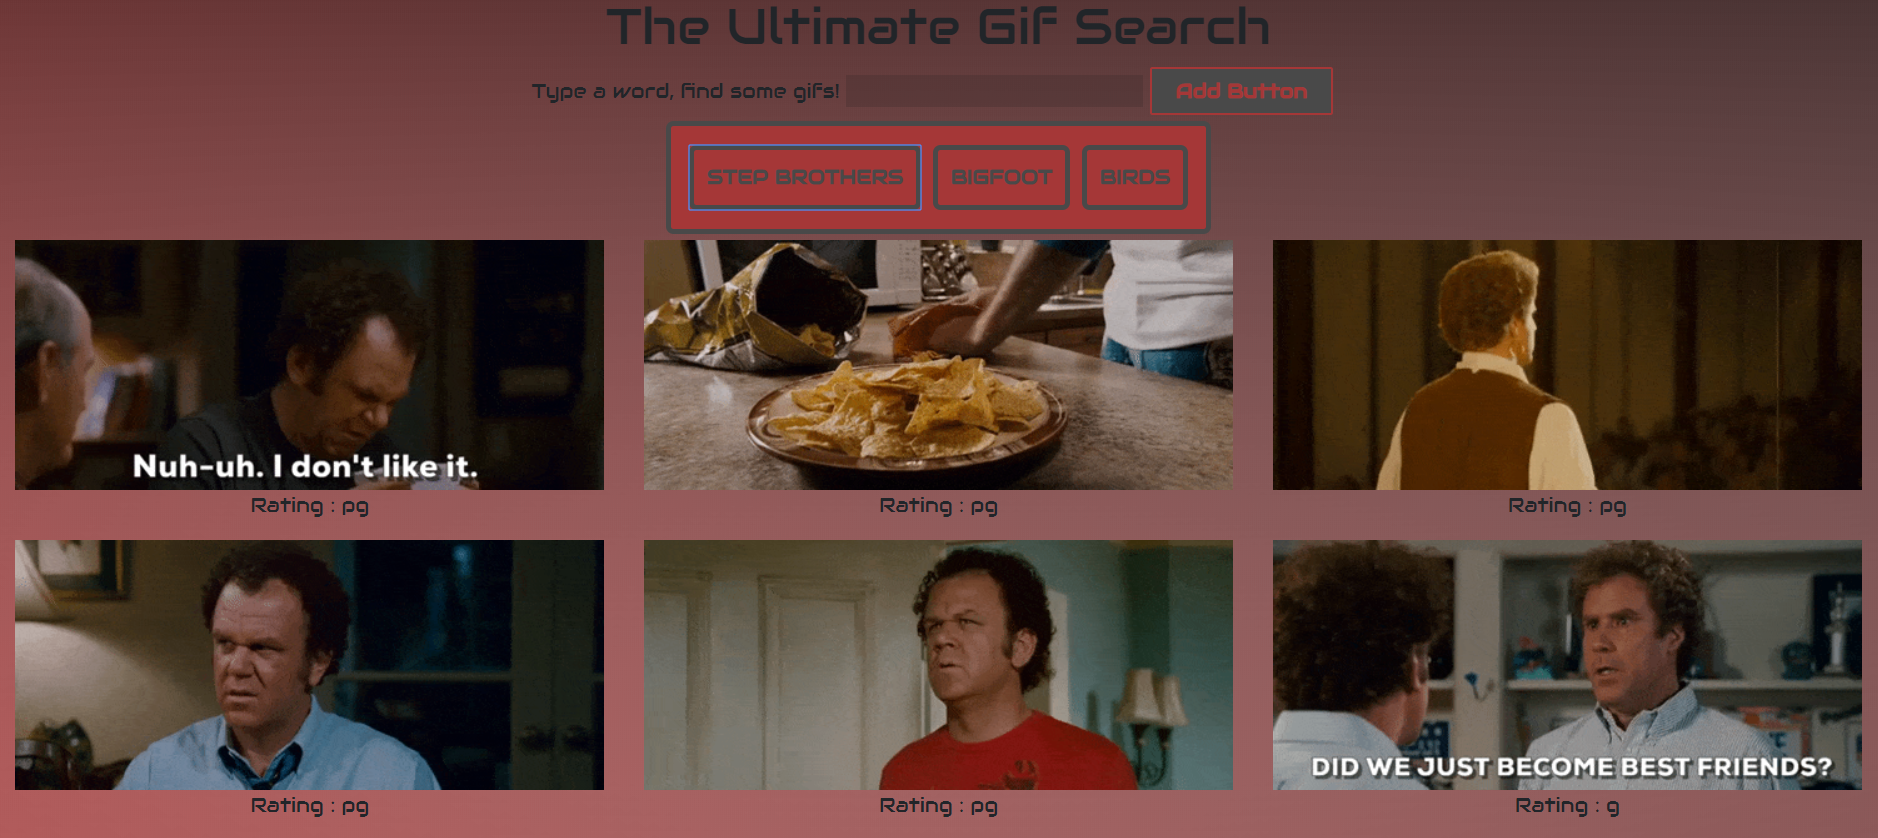 The Ultimate Gif Search
Type a word, find some gifs! Add Button
STEP BROTHERS BIGFOOT BIRDS
Nuh-uh. I don't like it.
Rating : pg Rating : pg Rating : pg
DID WE JUST BECOME BEST FRIENDS?
Rating : pg Rating : pg Rating : g